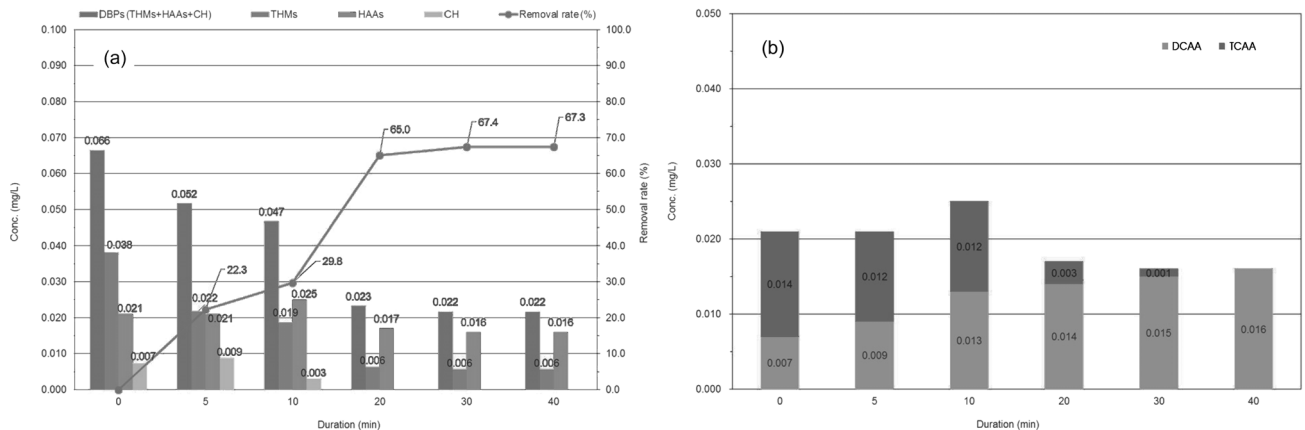 DBPs (THMs+HAAs+CH) THMs HAAs CH Removal rate (%)
(a)
Conc. (mg/L)
0.100
0.090
0.080
0.070
0.060
0.050
0.040
0.030
0.020
0.010
0.000
0.066 0.038 0.021 0.007
0.052 0.022 0.021 0.009 22.3
0.047 0.019 0.025 0.003 29.8
0.023 0.006 0.017 65.0
0.022 0.006 0.016 67.4
0.022 0.006 0.016 67.3
100.0
90.0
80.0
70.0
60.0
50.0
40.0
30.0
20.0
10.0
0.0
Removal rate (%)
0 5 10 20 30 40
Duration (min)
(b)
DCAA TCAA
Conc. (mg/L)
0.050
0.040
0.030
0.020
0.010
0.000
0.014 0.007
0.012 0.009
0.012 0.013
0.003 0.014
0.001 0.015
0.016
0 5 10 20 30 40
Duration (min)